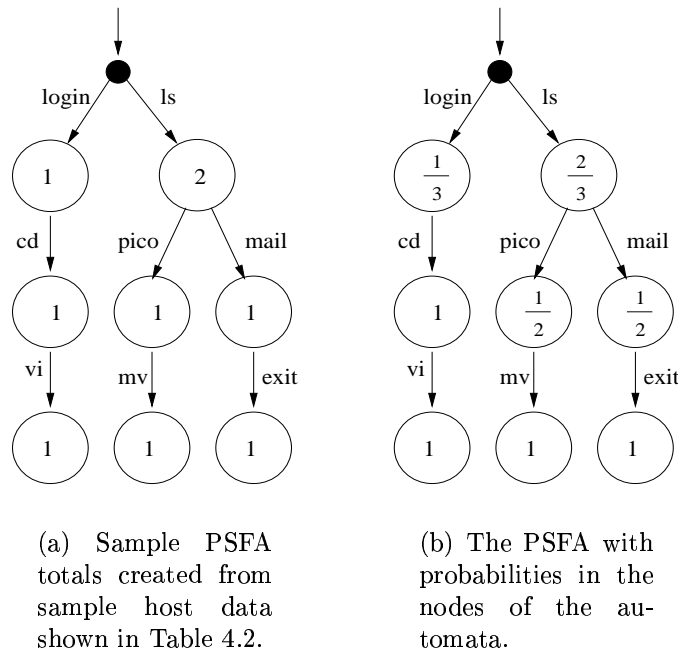 login ls
1 2
cd pico mail
1 1 1
vi mv exit
1 1 1
(a) Sample PSFA
totals created from
sample host data
shown in Table 4.2.
login ls
1/3 2/3
cd pico mail
1 1/2 1/2
vi mv exit
1 1 1
(b) The PSFA with
probabilities in the
nodes of the au-
tomata.